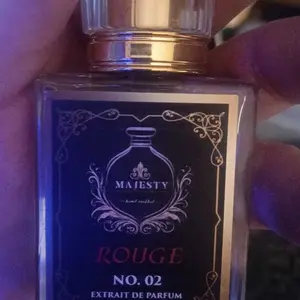 MAJESTY
ROUGE
NO. 02
EXTRAIT DE PARFUM